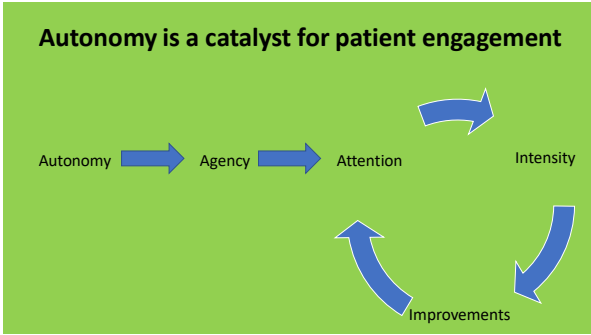 Autonomy is a catalyst for patient engagement
Autonomy
Agency
Attention
Intensity
Improvements